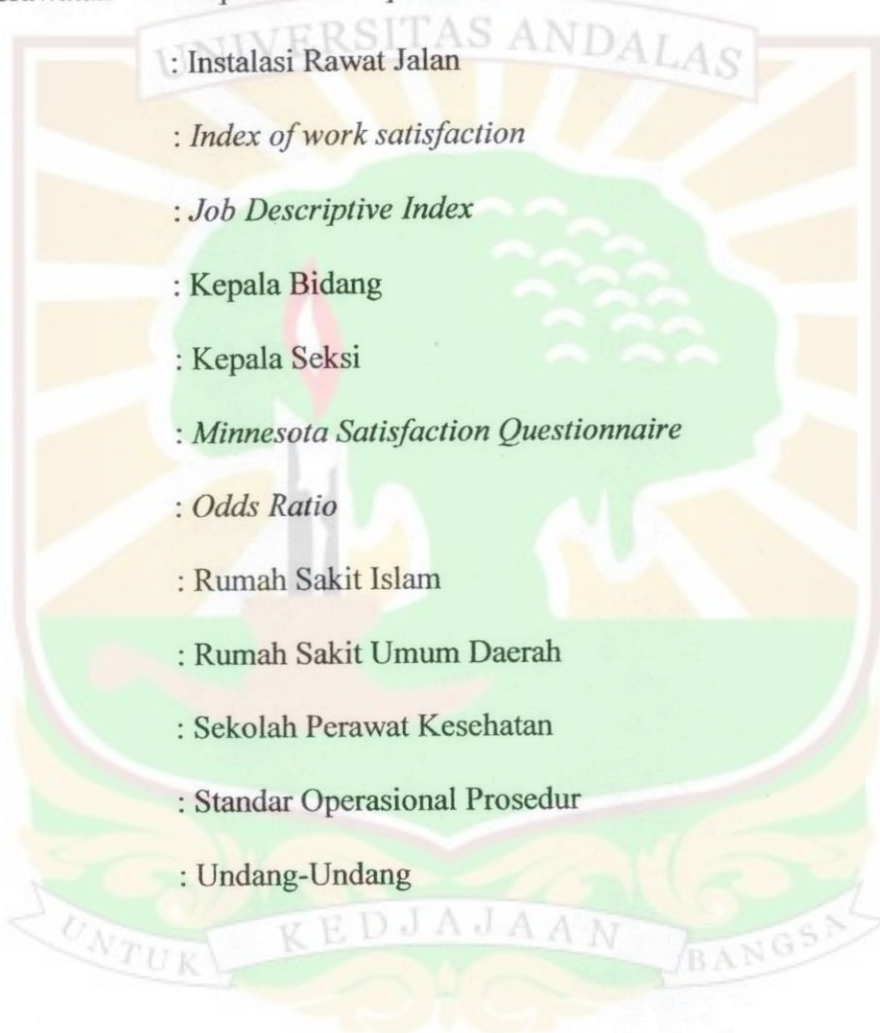 UNIVERSITAS ANDALAS
: Instalasi Rawat Jalan
: Index of work satisfaction
: Job Descriptive Index
: Kepala Bidang
: Kepala Seksi
: Minnesota Satisfaction Questionnaire
: Odds Ratio
: Rumah Sakit Islam
: Rumah Sakit Umum Daerah
: Sekolah Perawat Kesehatan
: Standar Operasional Prosedur
: Undang-Undang
UNTUK KEDJAJAAN BANGSA